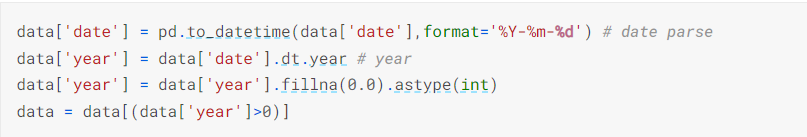 data['date'] = pd.to_datetime(data['date'],format='%Y-%m-%d') # date parse
data['year'] = data['date'].dt.year # year
data['year'] = data['year'].fillna(0.0).astype(int)
data = data[(data['year']>0)]